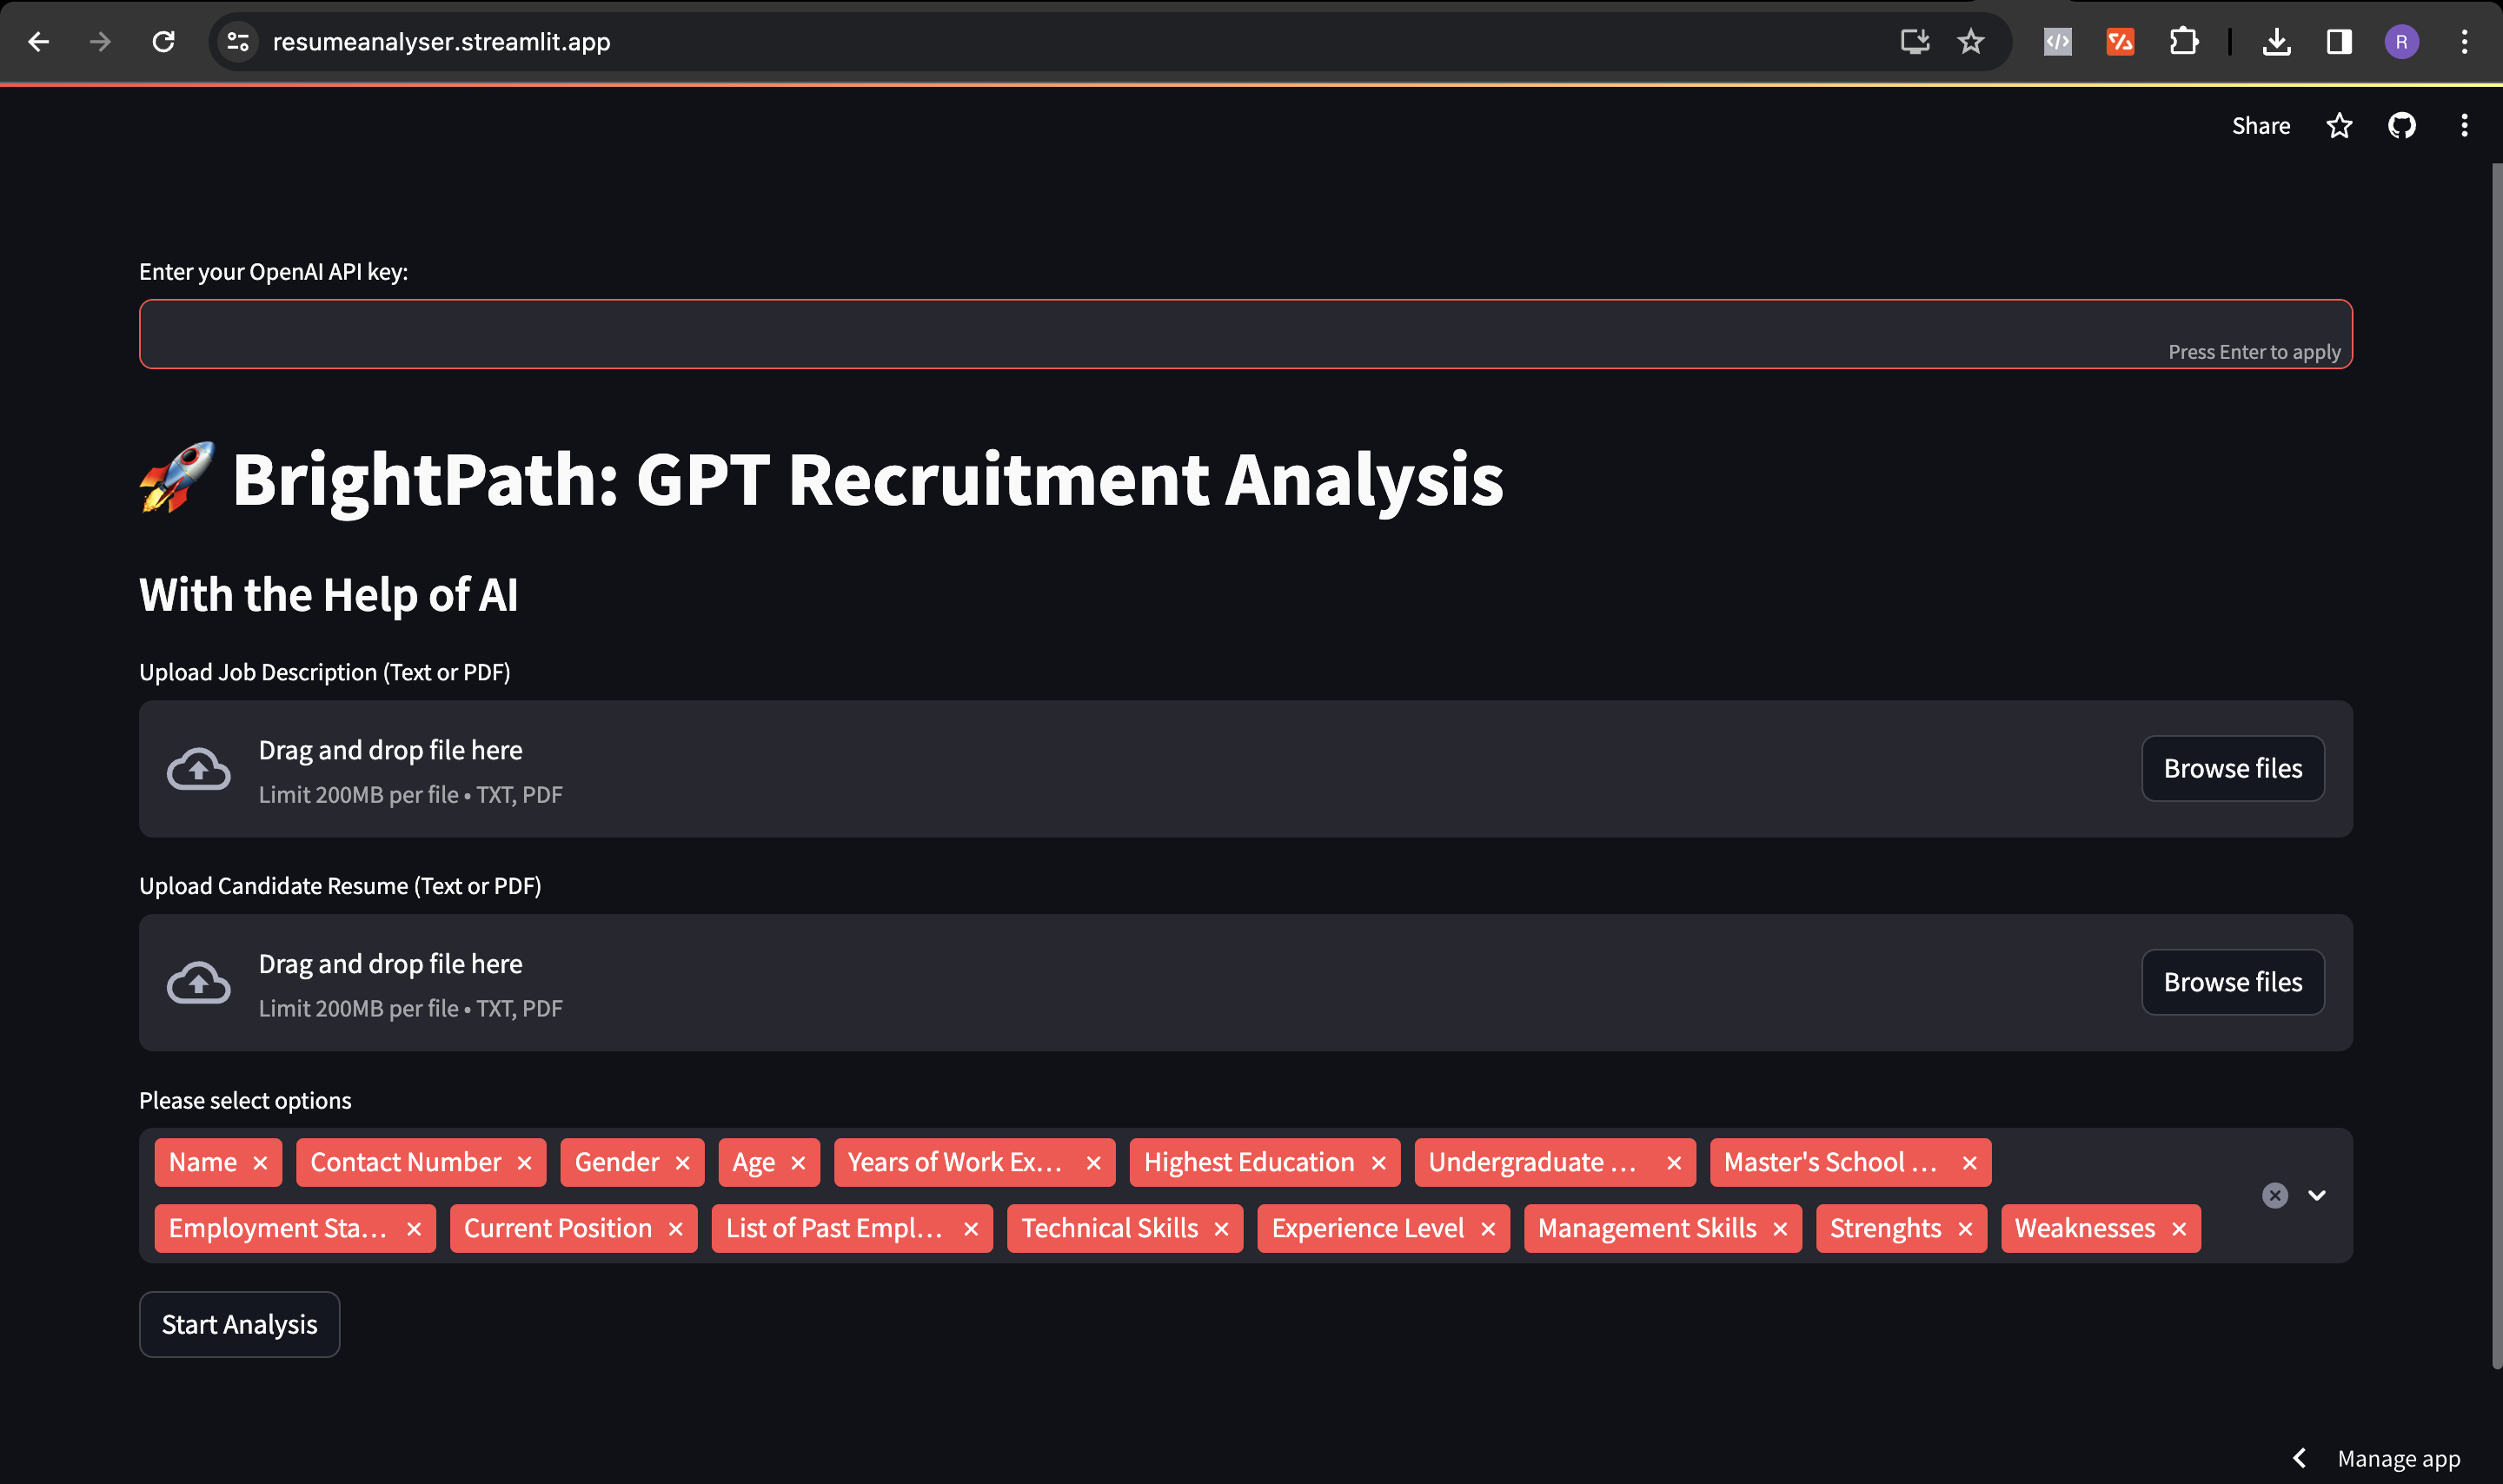 resumeanalyser.streamlit.app
R
Share
Enter your OpenAI API key:
Press Enter to apply
BrightPath: GPT Recruitment Analysis
With the Help of AI
Upload Job Description (Text or PDF)
Drag and drop file here
Limit 200MB per file • TXT, PDF
Browse files
Upload Candidate Resume (Text or PDF)
Drag and drop file here
Limit 200MB per file • TXT, PDF
Browse files
Please select options
Name Contact Number Gender Age Years of Work Ex... Highest Education Undergraduate ... Master's School ...
Employment Sta... Current Position List of Past Empl... Technical Skills Experience Level Management Skills Strenghts Weaknesses
Start Analysis
Manage app